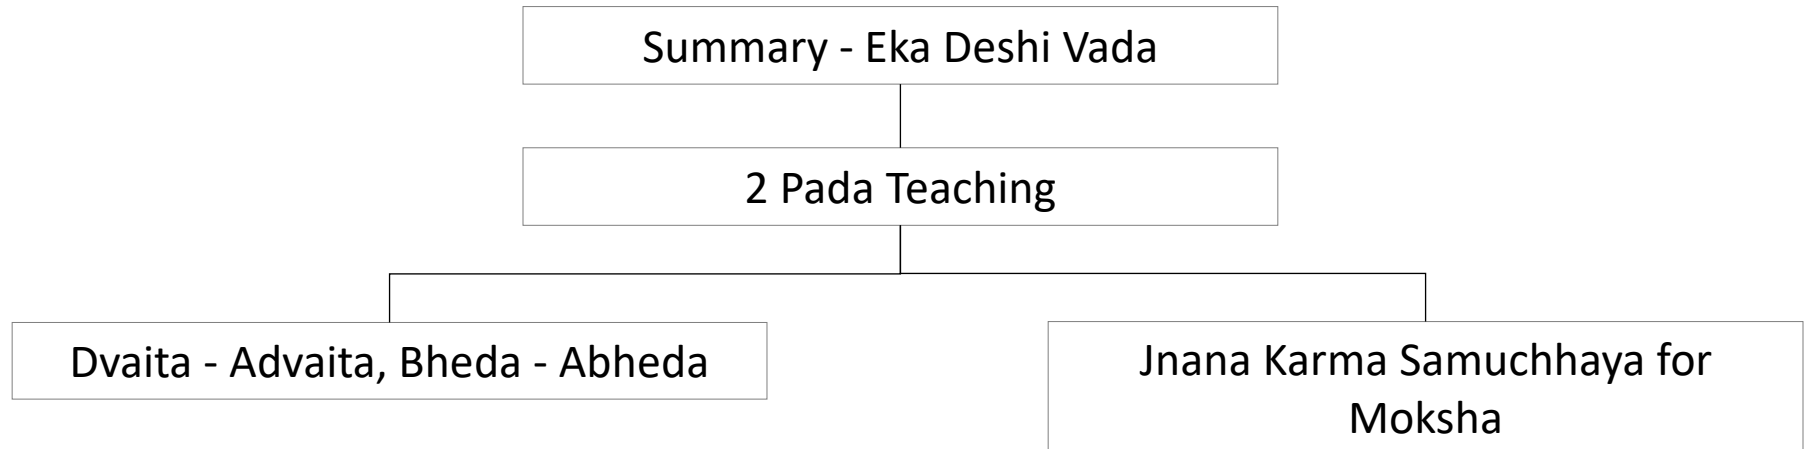 Summary - Eka Deshi Vada
2 Pada Teaching
Dvaita - Advaita, Bheda - Abheda
Jnana Karma Samuchhaya for
Moksha